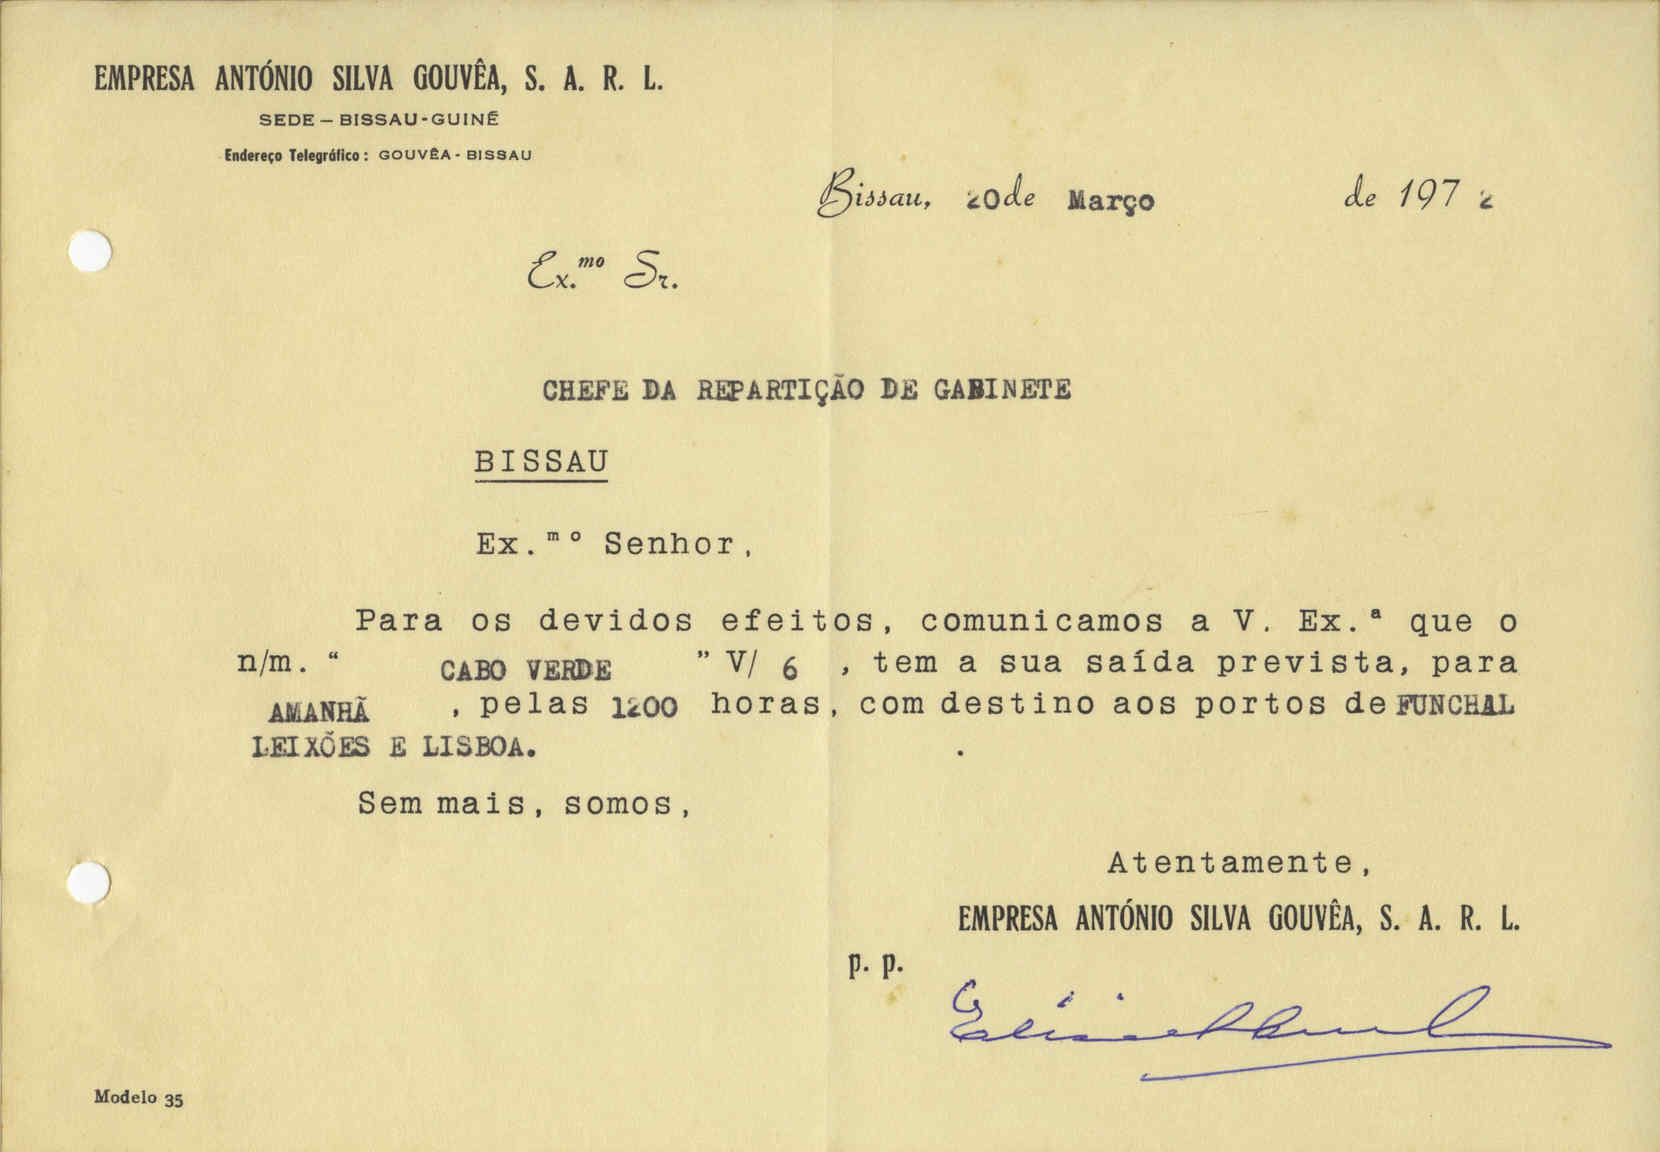 EMPRESA ANTÓNIO SILVA GOUVÊA, S. A. R. L.
SEDE — BISSAU-GUINÉ
Endereço Telegráfico: GOUVÊA - BISSAU
Bissau, 20 de Março de 1972
Ex.mo Sr.
CHEFE DA REPARTIÇÃO DE GABINETE
BISSAU
Ex.mo Senhor,
Para os devidos efeitos, comunicamos a V. Ex.ª que o
n/m. “ CABO VERDE ” V/ 6 , tem a sua saída prevista, para
AMANHÃ , pelas 1200 horas, com destino aos portos de FUNCHAL
LEIXÕES E LISBOA. .
Sem mais, somos,
Atentamente,
EMPRESA ANTÓNIO SILVA GOUVÊA, S. A. R. L.
p. p.
Modelo 35